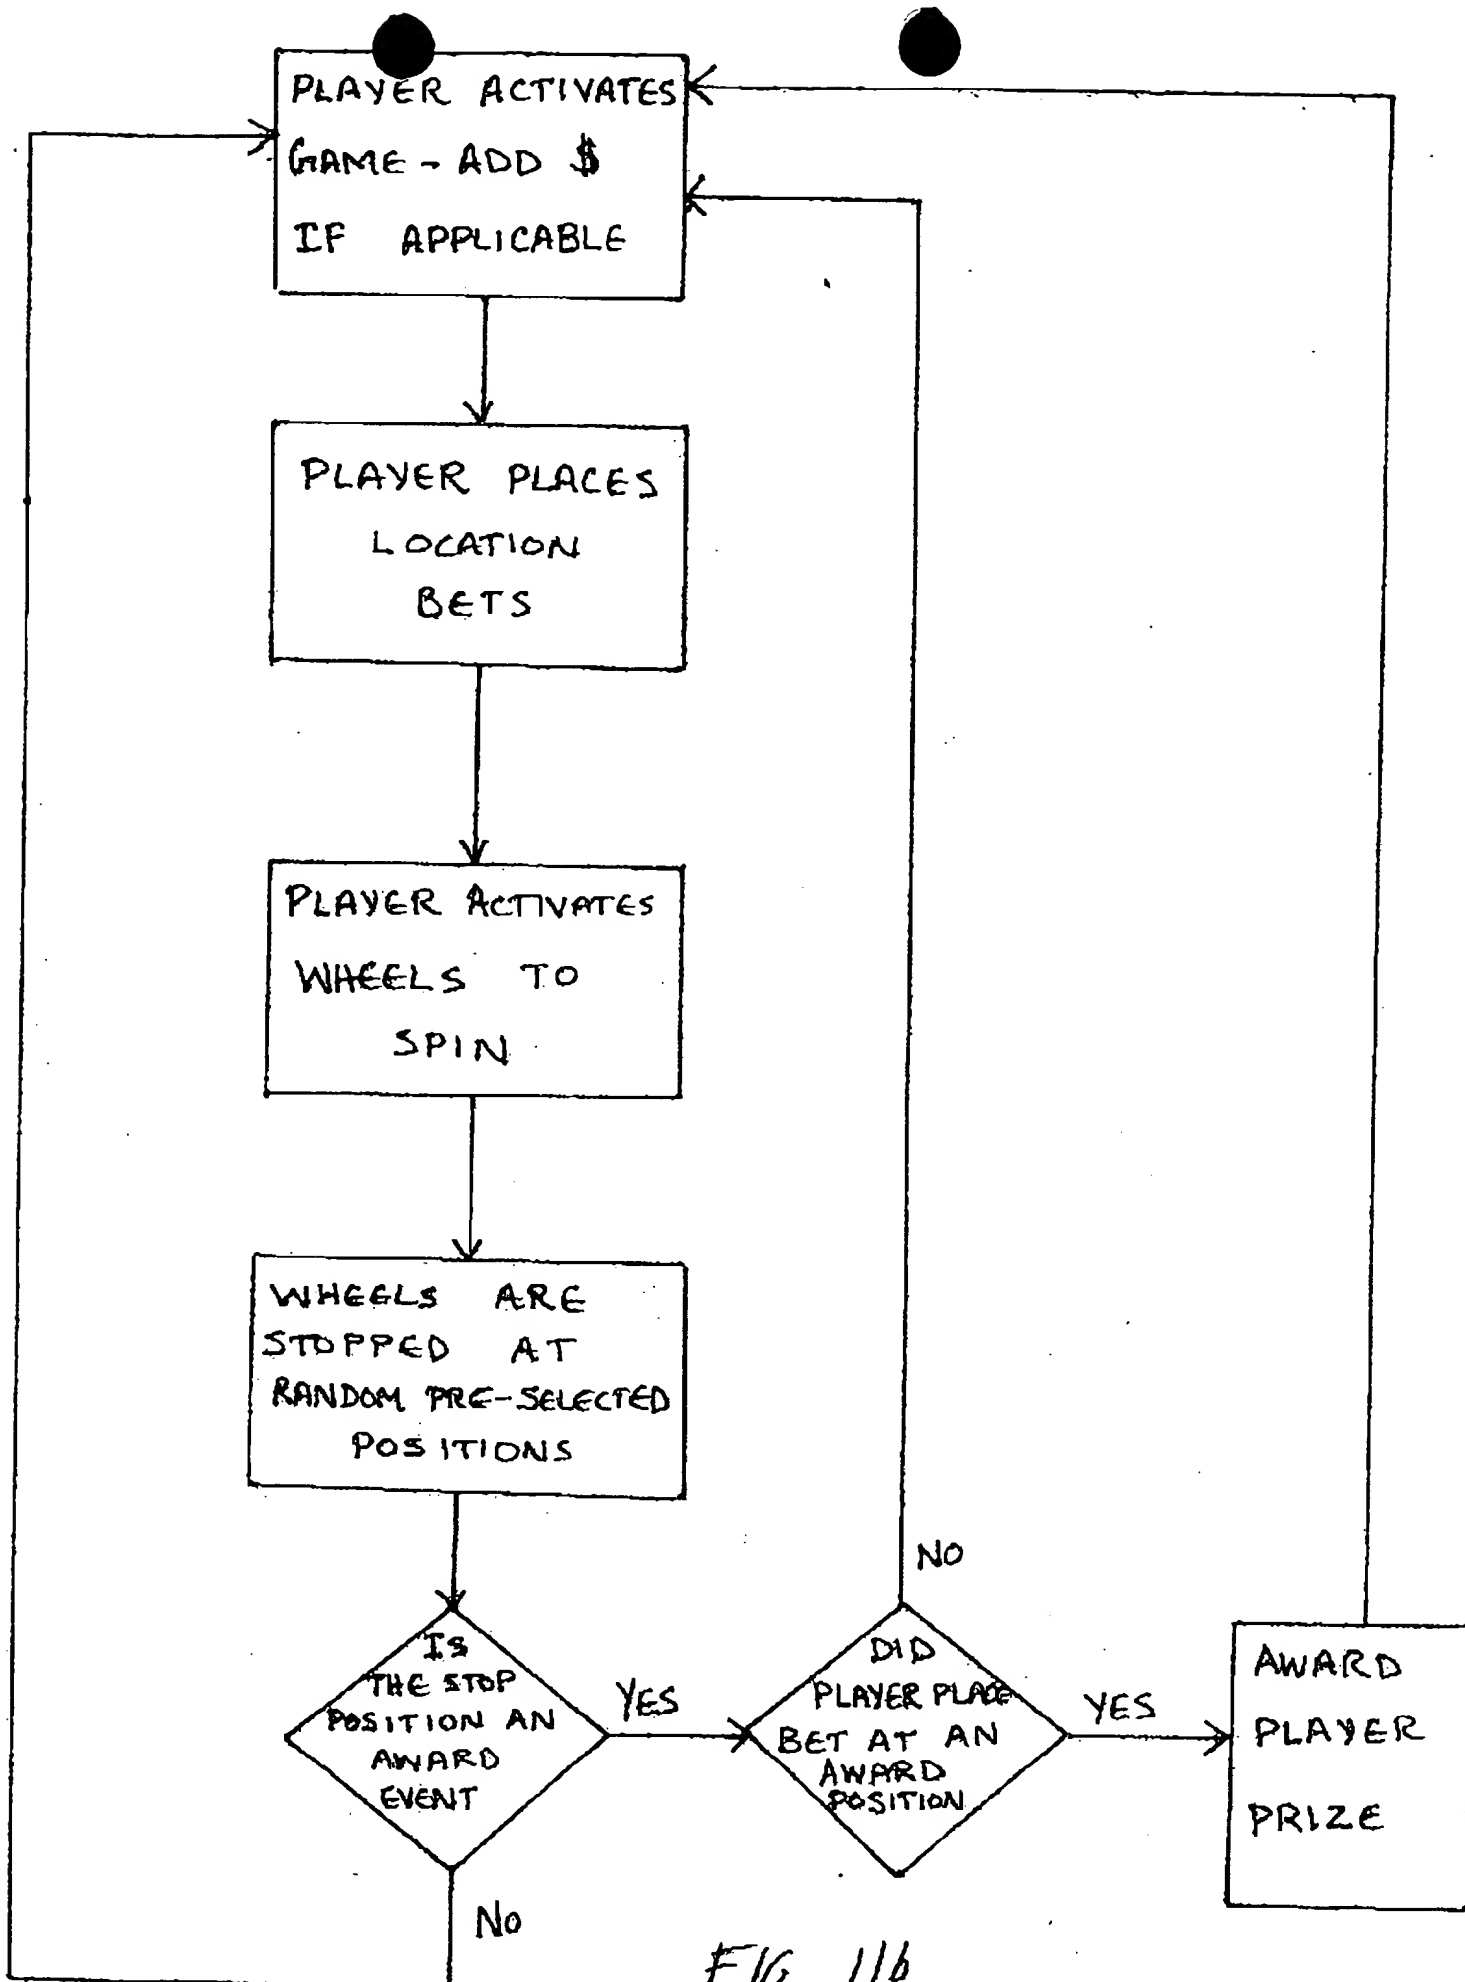 PLAYER ACTIVATES
GAME - ADD $
IF APPLICABLE
PLAYER PLACES
LOCATION
BETS
PLAYER ACTIVATES
WHEELS TO
SPIN
WHEELS ARE
STOPPED AT
RANDOM PRE-SELECTED
POSITIONS
IS
THE STOP
POSITION AN
AWARD
EVENT
YES
NO
DID
PLAYER PLACE
BET AT AN
AWARD
POSITION
NO
YES
AWARD
PLAYER
PRIZE
FIG 11b